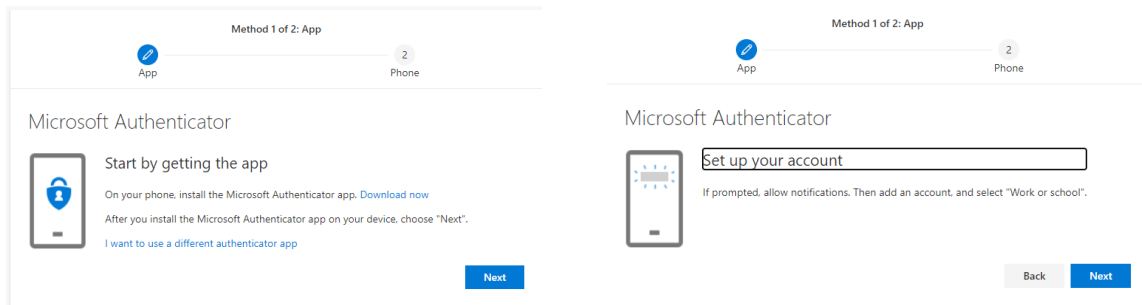 Method 1 of 2: App
2
App
Phone
Microsoft Authenticator
Start by getting the app
On your phone, install the Microsoft Authenticator app. Download now
After you install the Microsoft Authenticator app on your device, choose "Next".
I want to use a different authenticator app
Next
Method 1 of 2: App
2
App
Phone
Microsoft Authenticator
Set up your account
If prompted, allow notifications. Then add an account, and select "Work or school".
Back
Next